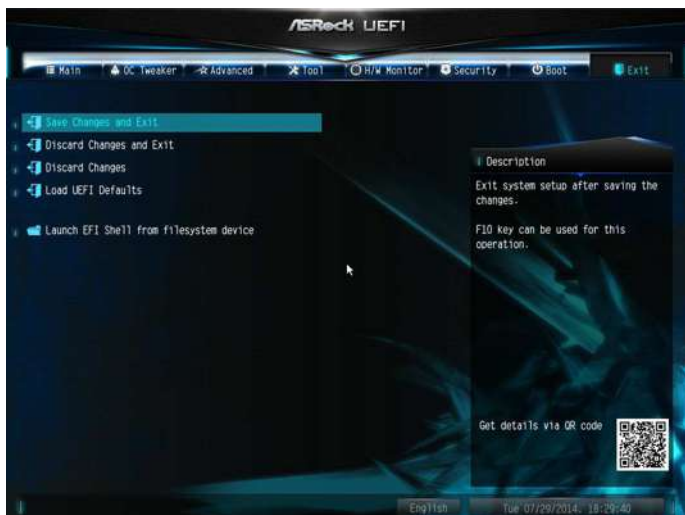 ASRock UEFI
Main OC Tweaker Advanced Tool H/W Monitor Security Boot Exit
Save Changes and Exit
Discard Changes and Exit
Discard Changes
Load UEFI Defaults
Launch EFI Shell from filesystem device
Description
Exit system setup after saving the
changes.
F10 key can be used for this
operation.
Get details via QR code
English Tue 07/29/2014. 18:29:40